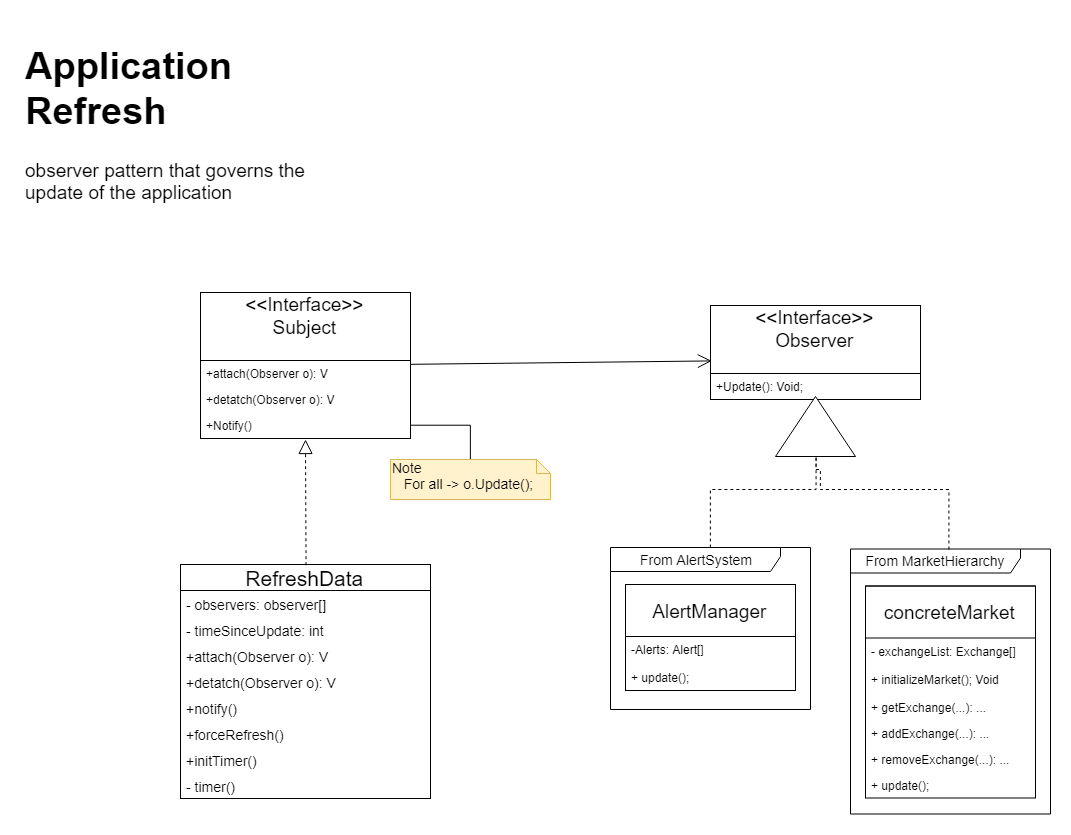 Application
Refresh
observer pattern that governs the
update of the application
<<Interface>>
Subject
+attach(Observer o): V
+detatch(Observer o): V
+Notify()
<<Interface>>
Observer
+Update(): Void;
Note
For all -> o.Update();
RefreshData
- observers: observer[]
- timeSinceUpdate: int
+attach(Observer o): V
+detatch(Observer o): V
+notify()
+forceRefresh()
+initTimer()
- timer()
From AlertSystem
AlertManager
-Alerts: Alert[]
+ update();
From MarketHierarchy
concreteMarket
- exchangeList: Exchange[]
+ initializeMarket(); Void
+ getExchange(...): ...
+ addExchange(...): ...
+ removeExchange(...): ...
+ update();